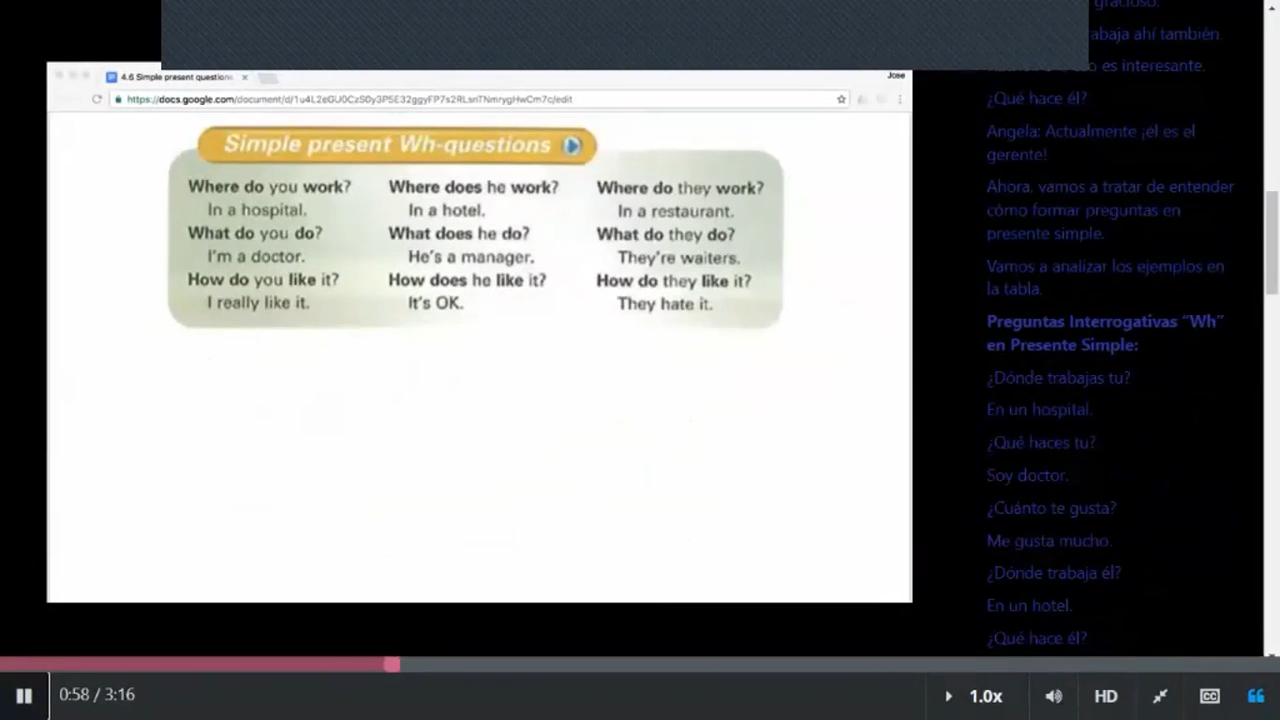 4.6 Simple present question
Jose
https://docs.google.com/document/d/1u4L2eGU0CzS0y3P5E32ggyFP7s2RLsnTNmrygHwCm7c/edit
Simple present Wh-questions
Where do you work?
In a hospital.
What do you do?
I'm a doctor.
How do you like it?
I really like it.
Where does he work?
In a hotel.
What does he do?
He's a manager.
How does he like it?
It's OK.
Where do they work?
In a restaurant.
What do they do?
They're waiters.
How do they like it?
They hate it.
gracioso.
abaja ahí también.
es interesante.
¿Qué hace él?
Angela: Actualmente ¡él es el
gerente!
Ahora, vamos a tratar de entender
cómo formar preguntas en
presente simple.
Vamos a analizar los ejemplos en
la tabla.
Preguntas Interrogativas “Wh”
en Presente Simple:
¿Dónde trabajas tu?
En un hospital.
¿Qué haces tu?
Soy doctor.
¿Cuánto te gusta?
Me gusta mucho.
¿Dónde trabaja él?
En un hotel.
¿Qué hace él?
0:58 / 3:16
1.0x
HD
CC